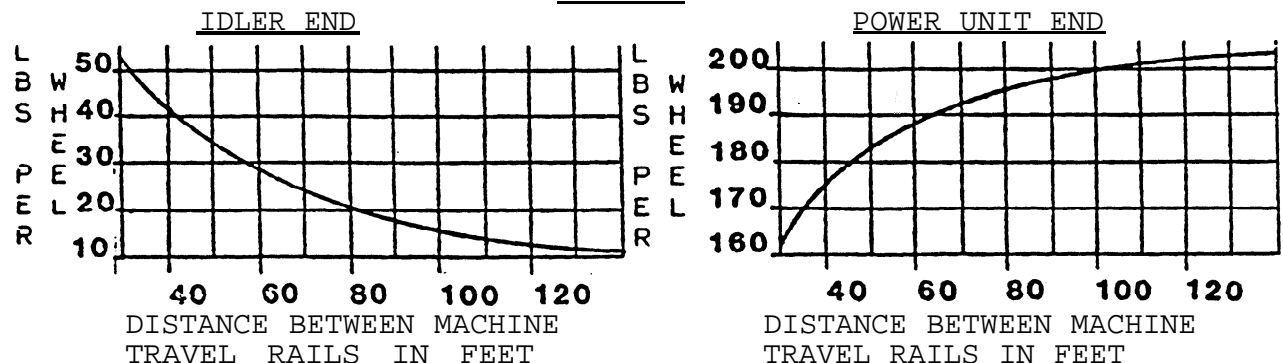 IDLER END
LBS PER WHEEL
50
40
30
20
10
40 60 80 100 120
DISTANCE BETWEEN MACHINE
TRAVEL RAILS IN FEET
POWER UNIT END
LBS PER WHEEL
200
190
180
170
160
40 60 80 100 120
DISTANCE BETWEEN MACHINE
TRAVEL RAILS IN FEET